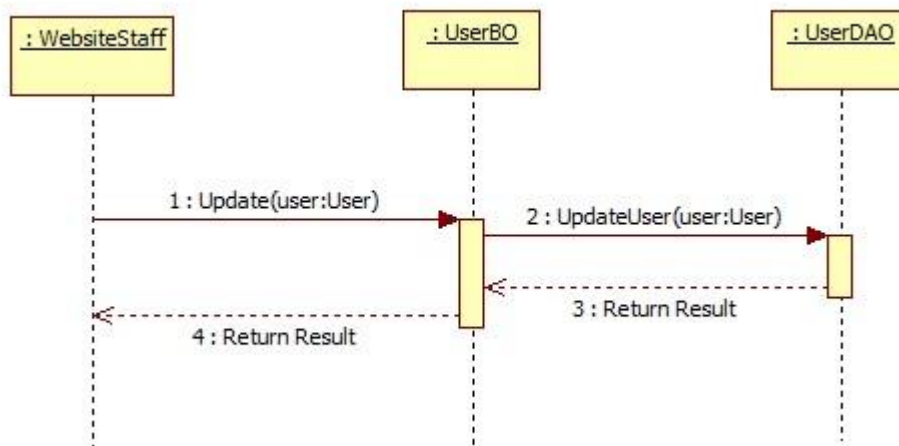 : WebsiteStaff
: UserBO
: UserDAO
1 : Update(user:User)
2 : UpdateUser(user:User)
3 : Return Result
4 : Return Result